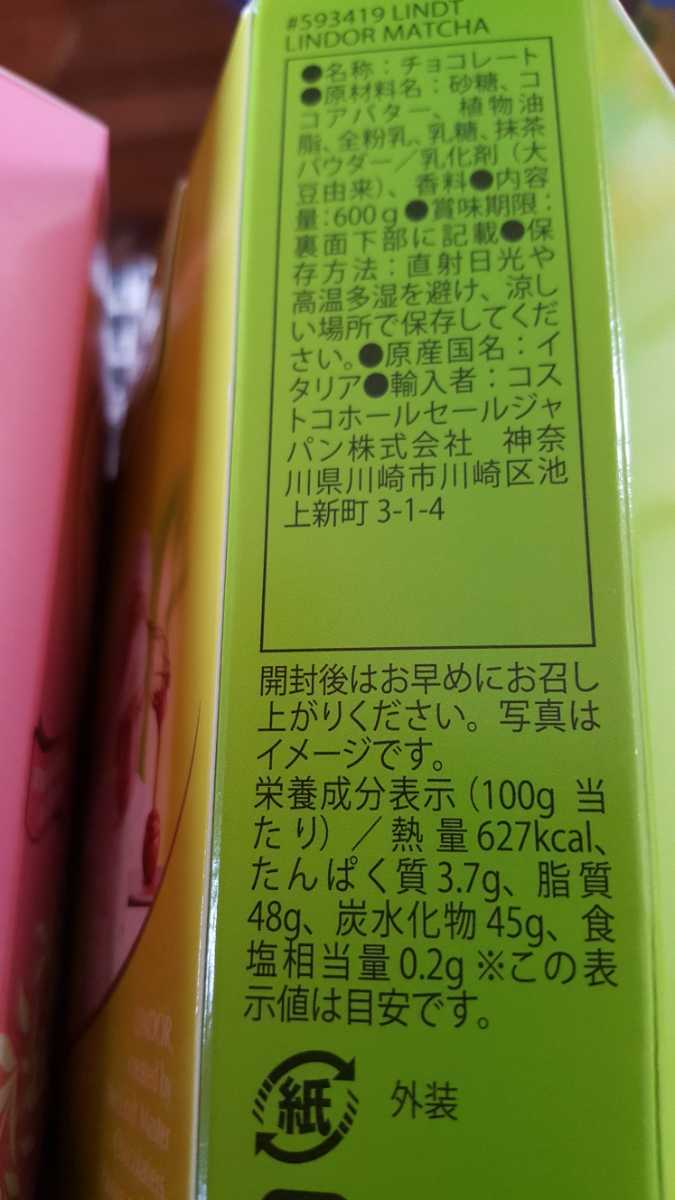 #593419 LINDT
LINDOR MATCHA
●名称：チョコレート
●原材料名：砂糖、コ
コアバター、植物油
脂、全粉乳、乳糖、抹茶
パウダー／乳化剤（大
豆由来）、香料●内容
量：600g●賞味期限：
裏面下部に記載●保
存方法：直射日光や
高温多湿を避け、涼し
い場所で保存してくだ
さい。●原産国名：イ
タリア●輸入者：コス
トコホールセールジャ
パン株式会社　神奈
川県川崎市川崎区池
上新町 3-1-4
開封後はお早めにお召し
上がりください。写真は
イメージです。
栄養成分表示（100g 当
たり）／熱量627kcal、
たんぱく質3.7g、脂質
48g、炭水化物45g、食
塩相当量0.2g ※この表
示値は目安です。
紙 外装
LINDOR